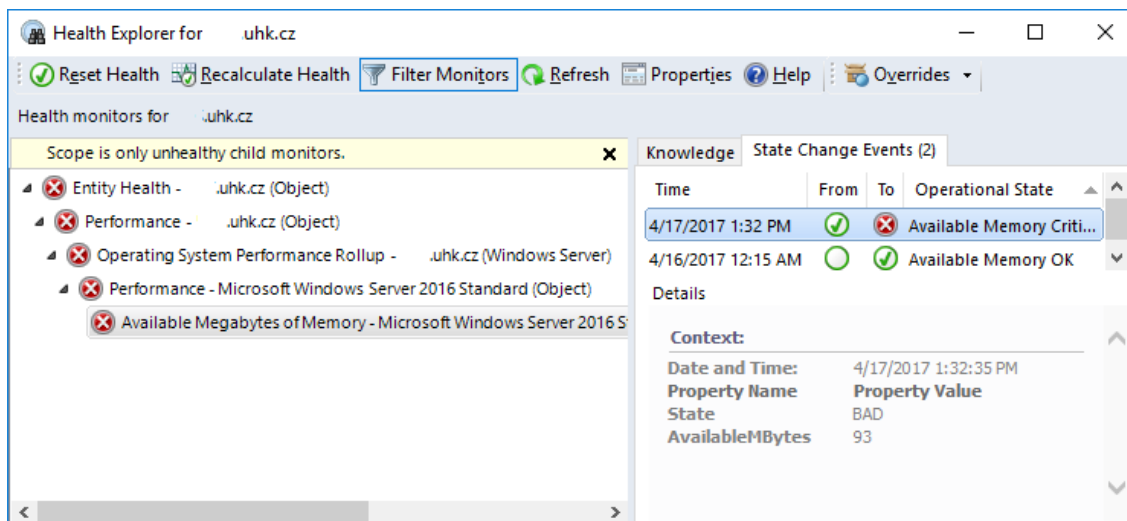 Health Explorer for .uhk.cz
Reset Health Recalculate Health Filter Monitors Refresh Properties Help Overrides
Health monitors for .uhk.cz
Scope is only unhealthy child monitors.
Entity Health - .uhk.cz (Object)
Performance - .uhk.cz (Object)
Operating System Performance Rollup - .uhk.cz (Windows Server)
Performance - Microsoft Windows Server 2016 Standard (Object)
Available Megabytes of Memory - Microsoft Windows Server 2016 S
Knowledge State Change Events (2)
Time From To Operational State
4/17/2017 1:32 PM Available Memory Criti...
4/16/2017 12:15 AM Available Memory OK
Details
Context:
Date and Time: 4/17/2017 1:32:35 PM
Property Name Property Value
State BAD
AvailableMBytes 93